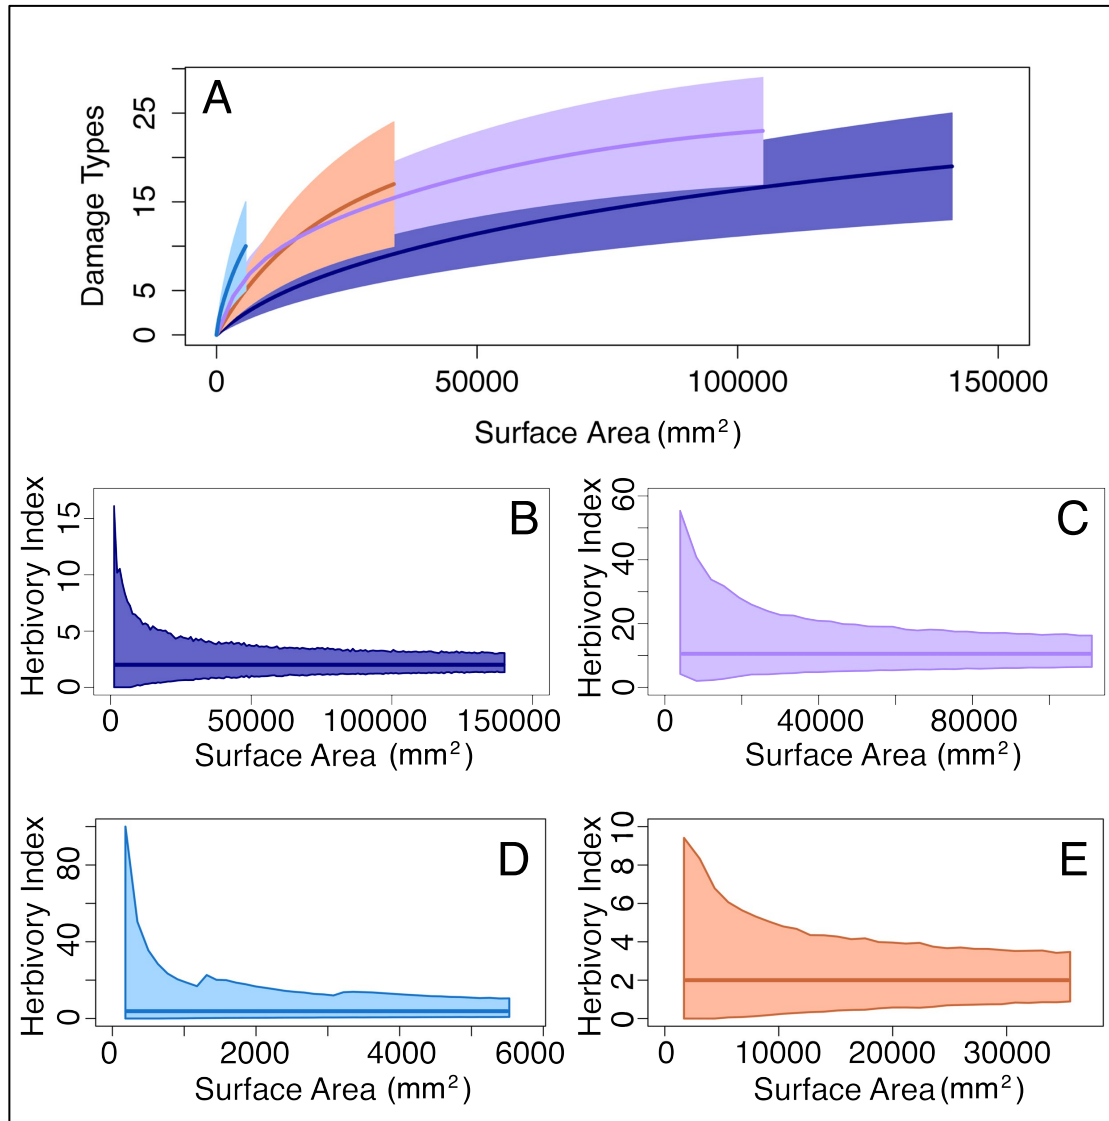 A
Damage Types
25
15
5
0
0 50000 100000 150000
Surface Area (mm²)
B
Herbivory Index
15
10
5
0
0 50000 100000 150000
Surface Area (mm²)
C
Herbivory Index
60
40
20
0
0 40000 80000
Surface Area (mm²)
D
Herbivory Index
80
40
0
0 2000 4000 6000
Surface Area (mm²)
E
Herbivory Index
10
8
6
4
2
0
0 10000 20000 30000
Surface Area (mm²)